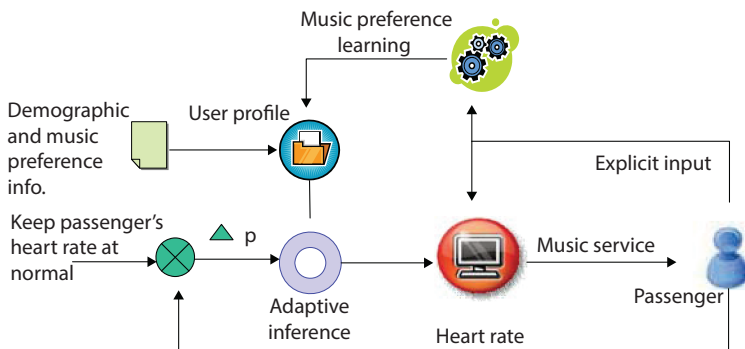 Music preference
learning
Demographic
and music
preference
info.
User profile
Explicit input
Keep passenger's
heart rate at
normal
p
Music service
Adaptive
inference
Passenger
Heart rate